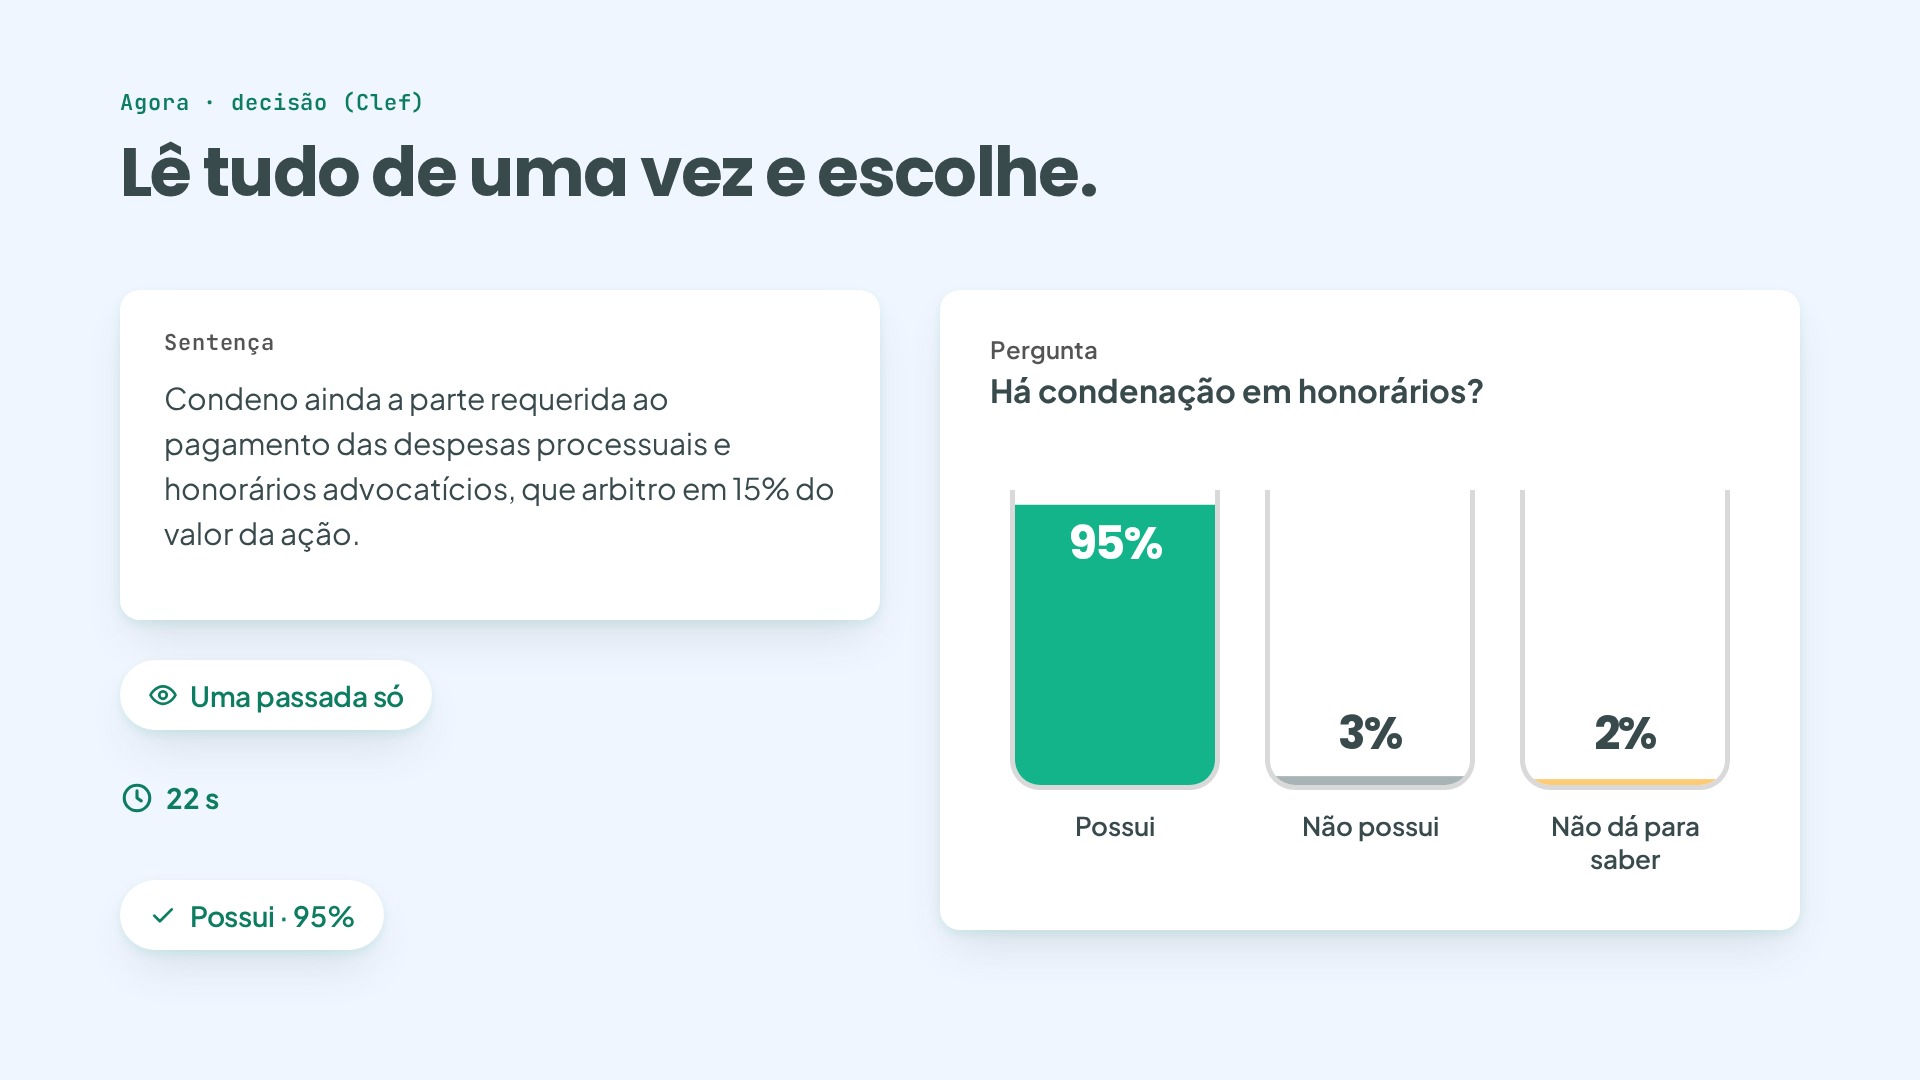 Agora · decisão (Clef)
Lê tudo de uma vez e escolhe.
Sentença
Condeno ainda a parte requerida ao
pagamento das despesas processuais e
honorários advocatícios, que arbitro em 15% do
valor da ação.
Uma passada só
22 s
Possui · 95%
Pergunta
Há condenação em honorários?
95%
3%
2%
Possui
Não possui
Não dá para
saber